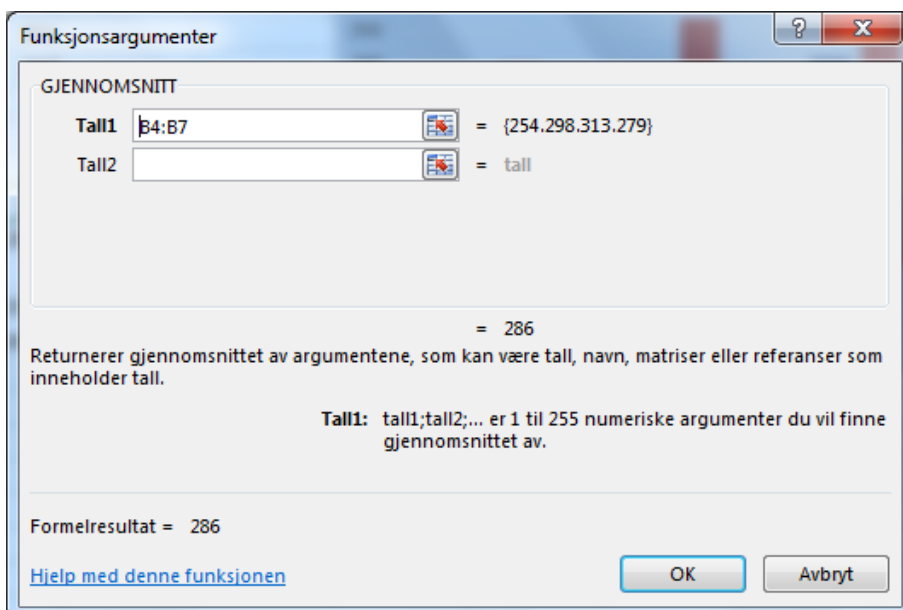 Funksjonsargumenter
GJENNOMSNITT
Tall1 B4:B7 = {254.298.313.279}
Tall2 = tall
= 286
Returnerer gjennomsnittet av argumentene, som kan være tall, navn, matriser eller referanser som
inneholder tall.
Tall1: tall1;tall2;... er 1 til 255 numeriske argumenter du vil finne
gjennomsnittet av.
Formelresultat = 286
Hjelp med denne funksjonen OK Avbryt